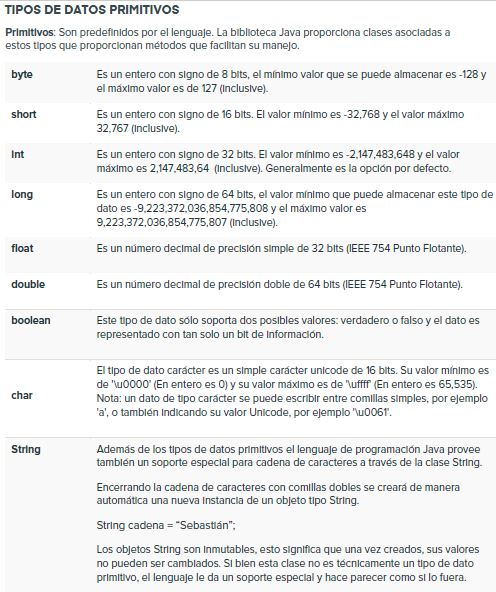 TIPOS DE DATOS PRIMITIVOS
Primitivos: Son predefinidos por el lenguaje. La biblioteca Java proporciona clases asociadas a
estos tipos que proporcionan métodos que facilitan su manejo.
byte
Es un entero con signo de 8 bits, el mínimo valor que se puede almacenar es -128 y
el máximo valor es de 127 (inclusive).
short
Es un entero con signo de 16 bits. El valor mínimo es -32,768 y el valor máximo
32,767 (inclusive).
int
Es un entero con signo de 32 bits. El valor mínimo es -2,147,483,648 y el valor
máximo es 2,147,483,64 (inclusive). Generalmente es la opción por defecto.
long
Es un entero con signo de 64 bits, el valor mínimo que puede almacenar este tipo de
dato es -9,223,372,036,854,775,808 y el máximo valor es
9,223,372,036,854,775,807 (inclusive).
float
Es un número decimal de precisión simple de 32 bits (IEEE 754 Punto Flotante).
double
Es un número decimal de precisión doble de 64 bits (IEEE 754 Punto Flotante).
boolean
Este tipo de dato sólo soporta dos posibles valores: verdadero o falso y el dato es
representado con tan solo un bit de información.
char
El tipo de dato carácter es un simple carácter unicode de 16 bits. Su valor mínimo es
de '\u0000' (En entero es 0) y su valor máximo es de '\uffff' (En entero es 65,535).
Nota: un dato de tipo carácter se puede escribir entre comillas simples, por ejemplo
'a', o también indicando su valor Unicode, por ejemplo '\u0061'.
String
Además de los tipos de datos primitivos el lenguaje de programación Java provee
también un soporte especial para cadena de caracteres a través de la clase String.
Encerrando la cadena de caracteres con comillas dobles se creará de manera
automática una nueva instancia de un objeto tipo String.
String cadena = “Sebastián”;
Los objetos String son inmutables, esto significa que una vez creados, sus valores
no pueden ser cambiados. Si bien esta clase no es técnicamente un tipo de dato
primitivo, el lenguaje le da un soporte especial y hace parecer como si lo fuera.